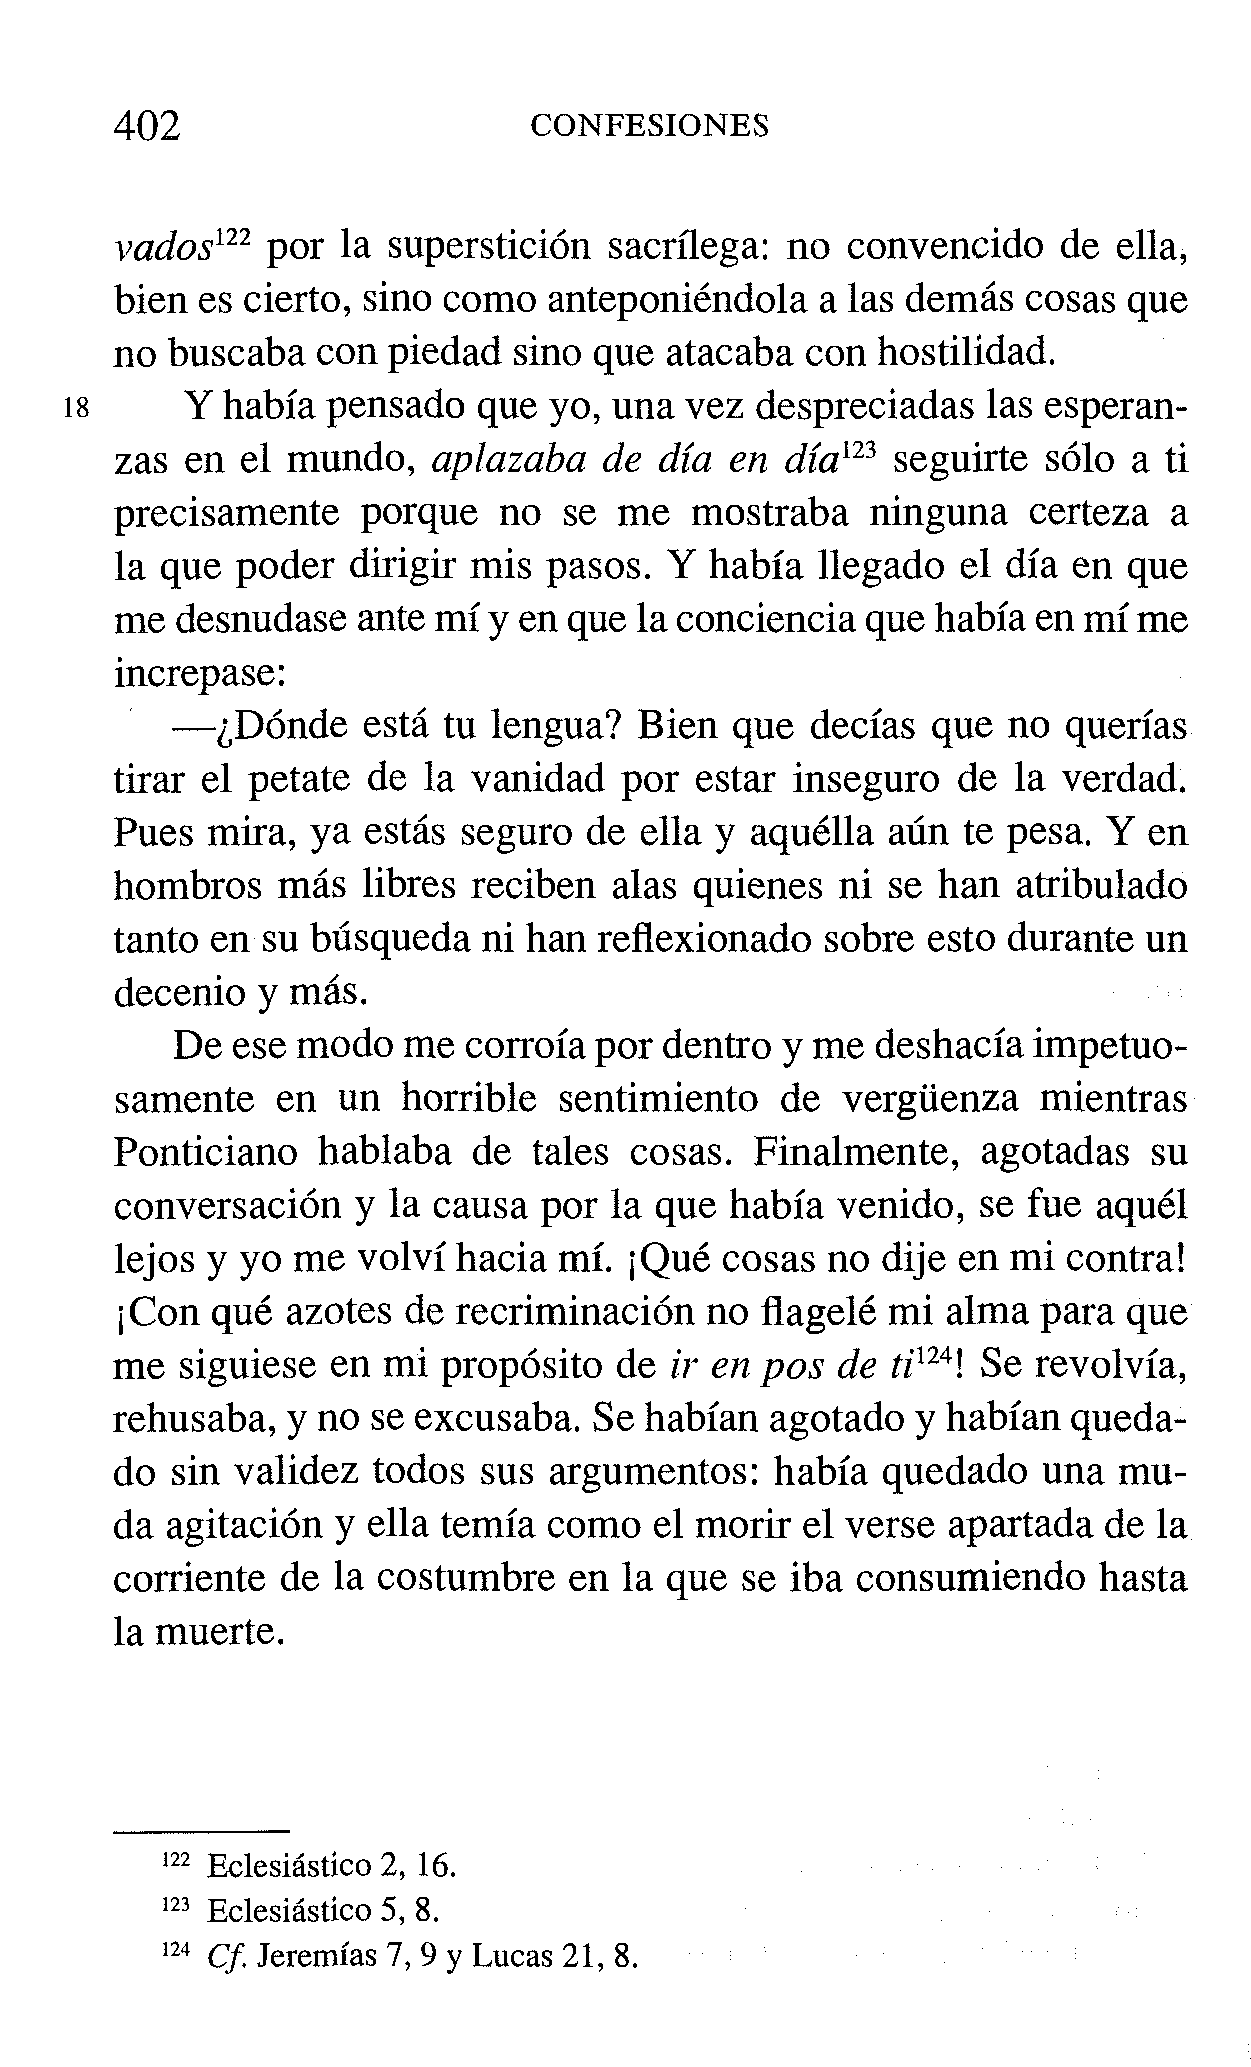 402 CONFESIONES
vados¹²² por la superstición sacrílega: no convencido de ella,
bien es cierto, sino como anteponiéndola a las demás cosas que
no buscaba con piedad sino que atacaba con hostilidad.
18 Y había pensado que yo, una vez despreciadas las esperan-
zas en el mundo, aplazaba de día en día¹²³ seguirte sólo a ti
precisamente porque no se me mostraba ninguna certeza a
la que poder dirigir mis pasos. Y había llegado el día en que
me desnudase ante mí y en que la conciencia que había en mí me
increpase:
—¿Dónde está tu lengua? Bien que decías que no querías
tirar el petate de la vanidad por estar inseguro de la verdad.
Pues mira, ya estás seguro de ella y aquélla aún te pesa. Y en
hombros más libres reciben alas quienes ni se han atribulado
tanto en su búsqueda ni han reflexionado sobre esto durante un
decenio y más.
De ese modo me corroía por dentro y me deshacía impetuo-
samente en un horrible sentimiento de vergüenza mientras
Ponticiano hablaba de tales cosas. Finalmente, agotadas su
conversación y la causa por la que había venido, se fue aquél
lejos y yo me volví hacia mí. ¡Qué cosas no dije en mi contra!
¡Con qué azotes de recriminación no flagelé mi alma para que
me siguiese en mi propósito de ir en pos de ti¹²⁴! Se revolvía,
rehusaba, y no se excusaba. Se habían agotado y habían queda-
do sin validez todos sus argumentos: había quedado una mu-
da agitación y ella temía como el morir el verse apartada de la
corriente de la costumbre en la que se iba consumiendo hasta
la muerte.
¹²² Eclesiástico 2, 16.
¹²³ Eclesiástico 5, 8.
¹²⁴ Cf. Jeremías 7, 9 y Lucas 21, 8.